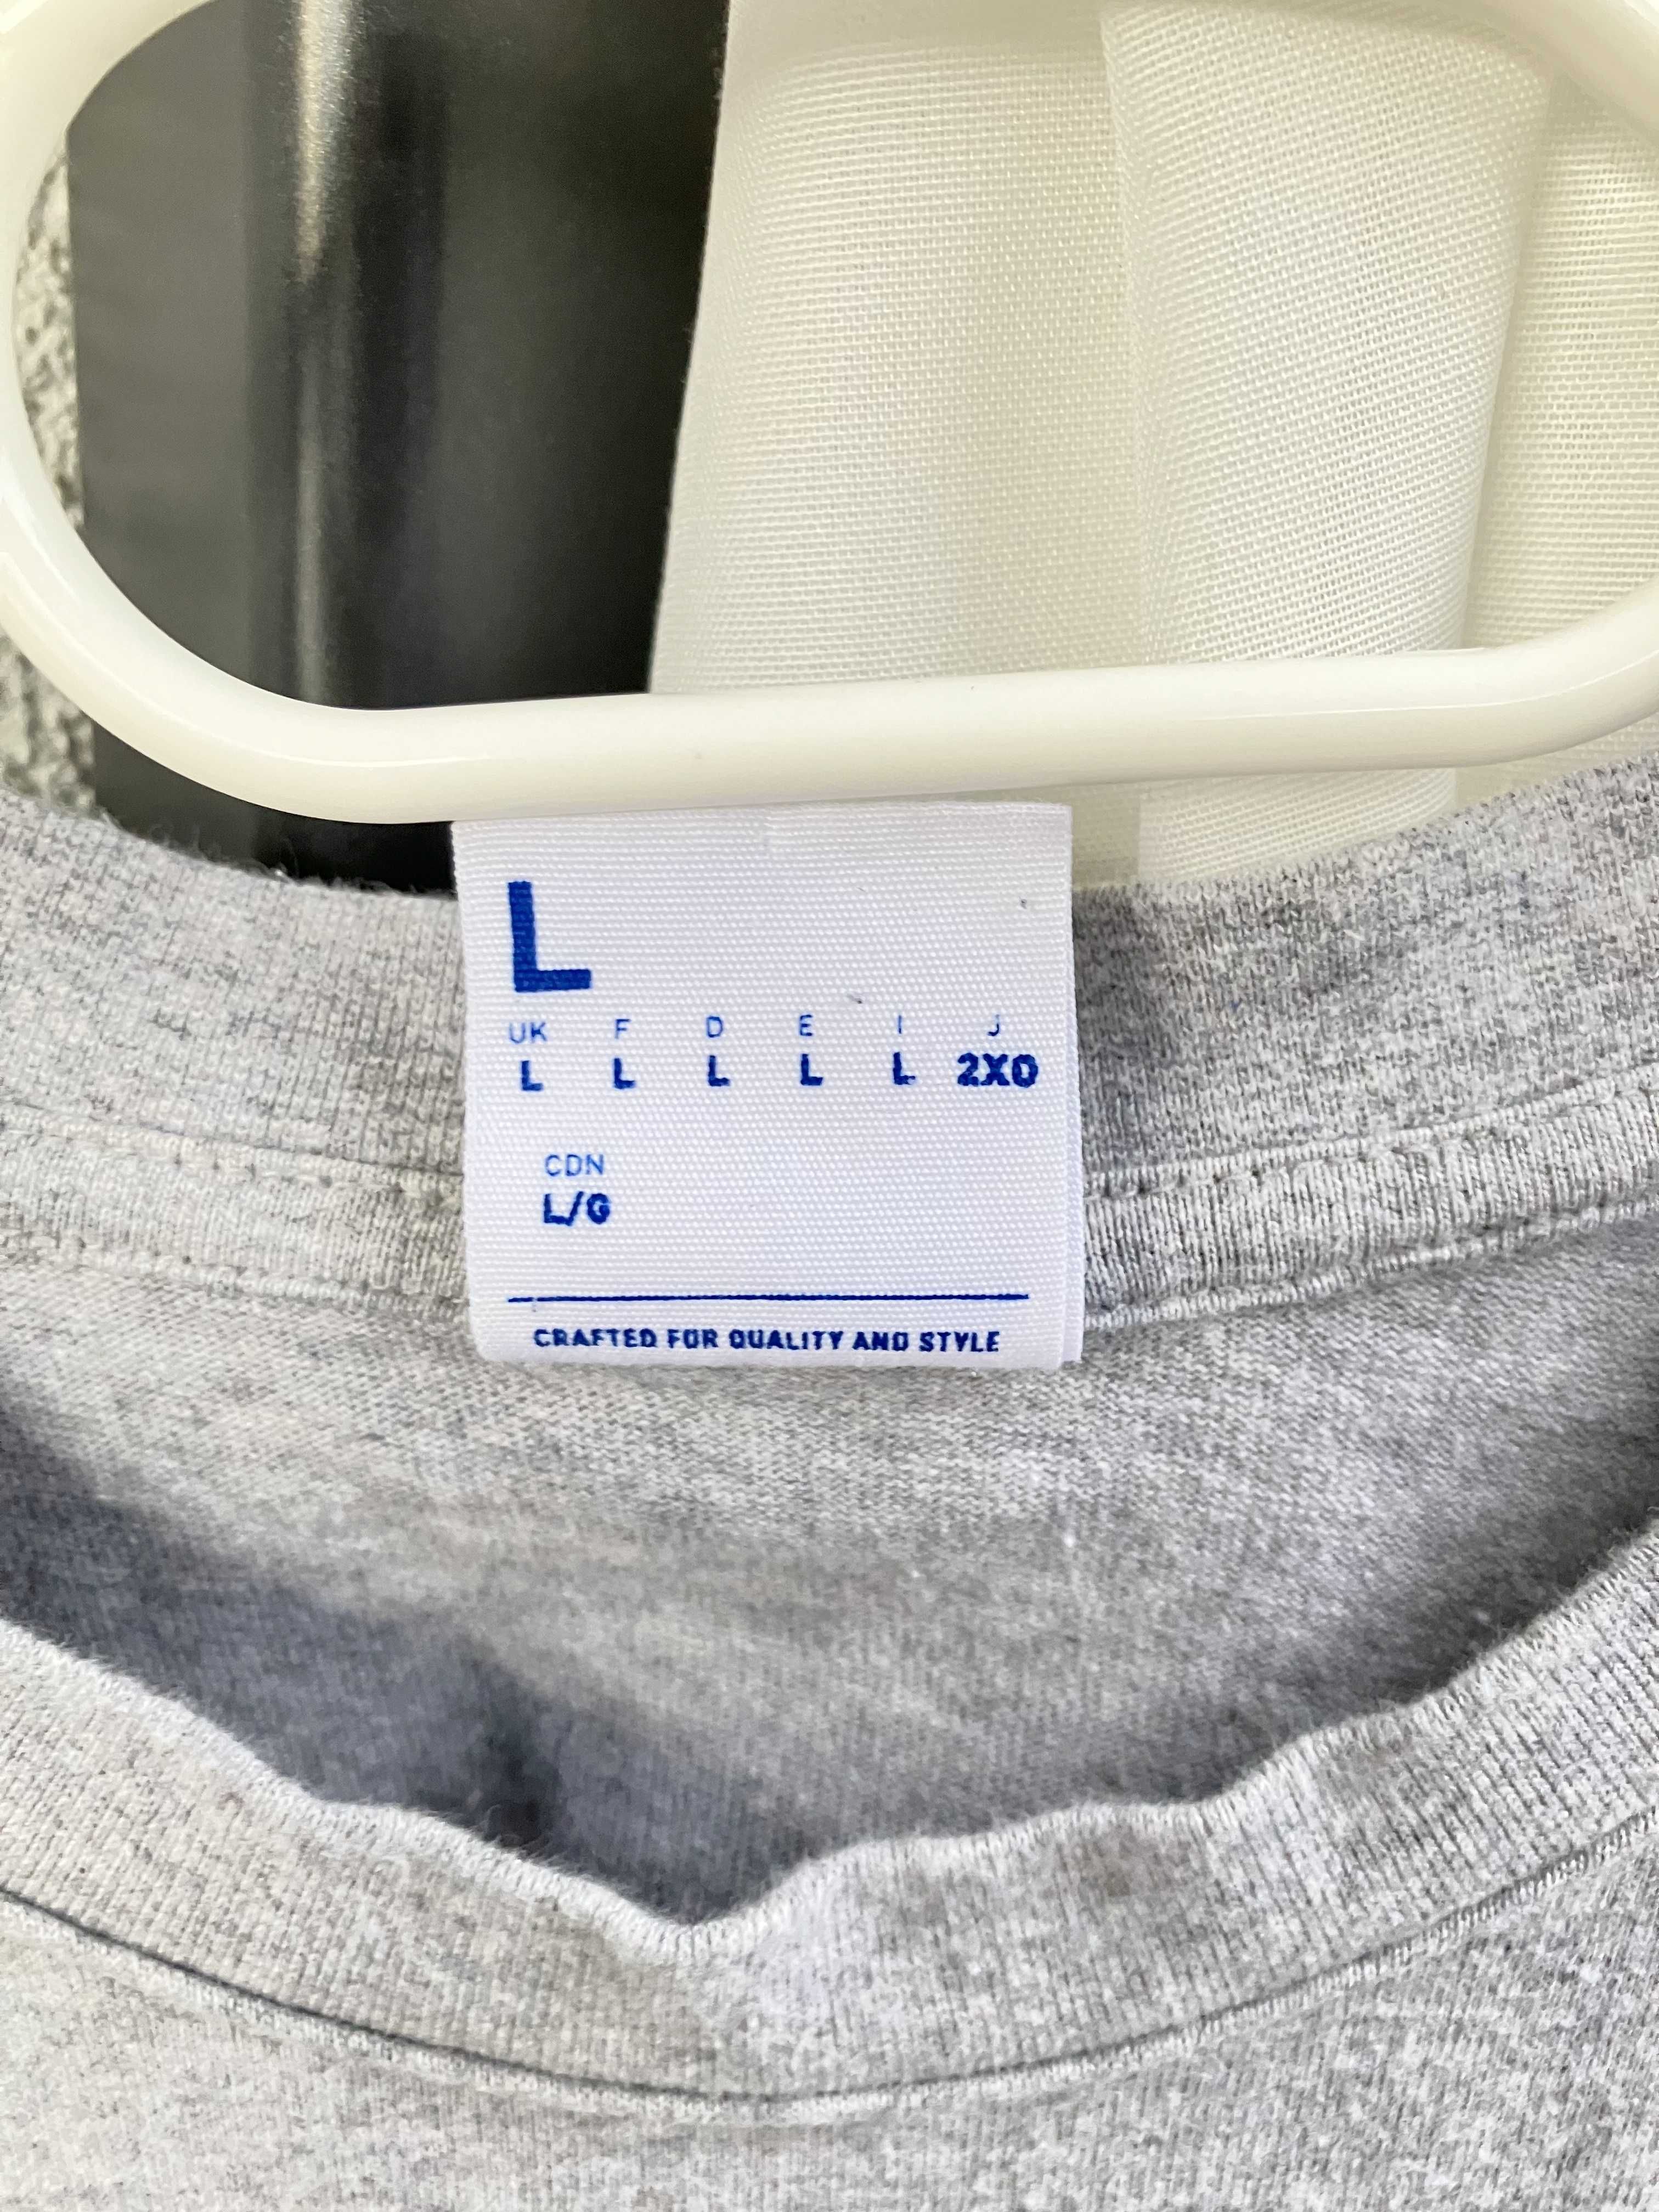 L
UK F D E I J
L L L L L 2XO
CDN
L/G
CRAFTED FOR QUALITY AND STYLE